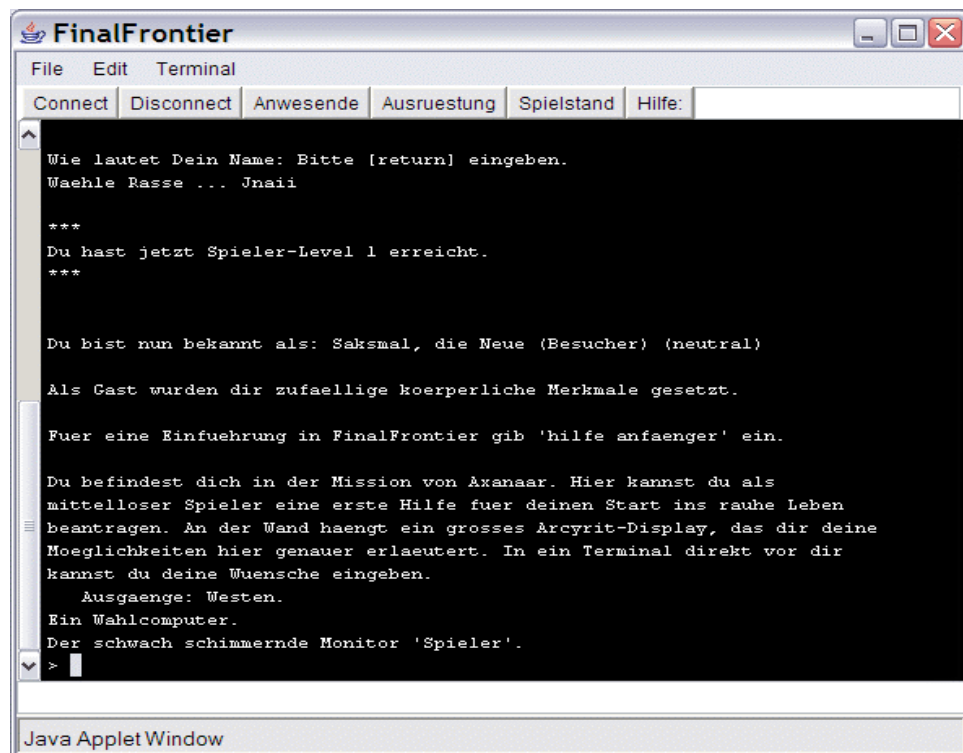 FinalFrontier
File Edit Terminal
Connect Disconnect Anwesende Ausruestung Spielstand Hilfe:
Wie lautet Dein Name: Bitte [return] eingeben.
Waehle Rasse ... Jnaii
***
Du hast jetzt Spieler-Level 1 erreicht.
***
Du bist nun bekannt als: Saksmal, die Neue (Besucher) (neutral)
Als Gast wurden dir zufaellige koerperliche Merkmale gesetzt.
Fuer eine Einfuehrung in FinalFrontier gib 'hilfe anfaenger' ein.
Du befindest dich in der Mission von Axanaar. Hier kannst du als
mittelloser Spieler eine erste Hilfe fuer deinen Start ins rauhe Leben
beantragen. An der Wand haengt ein grosses Arcyrit-Display, das dir deine
Moeglichkeiten hier genauer erlaeutert. In ein Terminal direkt vor dir
kannst du deine Wuensche eingeben.
Ausgaenge: Westen.
Ein Wahlcomputer.
Der schwach schimmernde Monitor 'Spieler'.
>
Java Applet Window